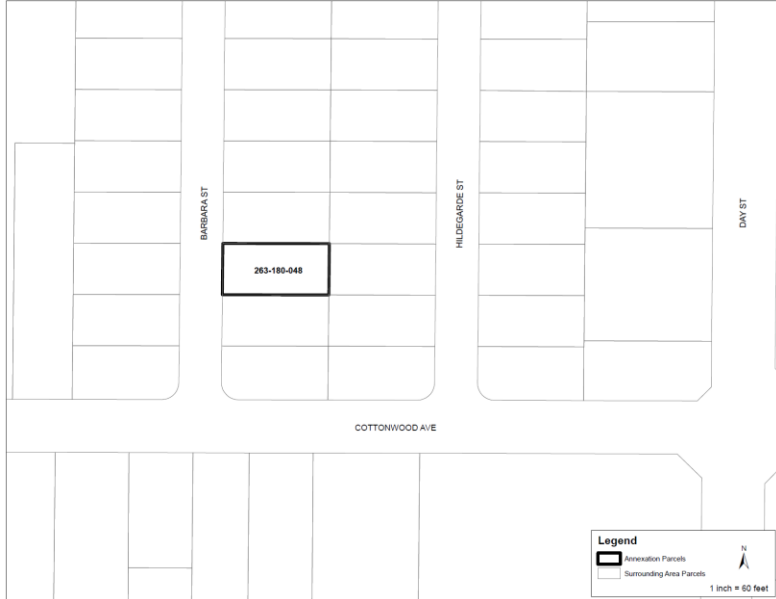 BARBARA ST
HILDEGARDE ST
DAY ST
263-180-048
COTTONWOOD AVE
Legend
Annexation Parcels
Surrounding Area Parcels
N
1 inch = 60 feet